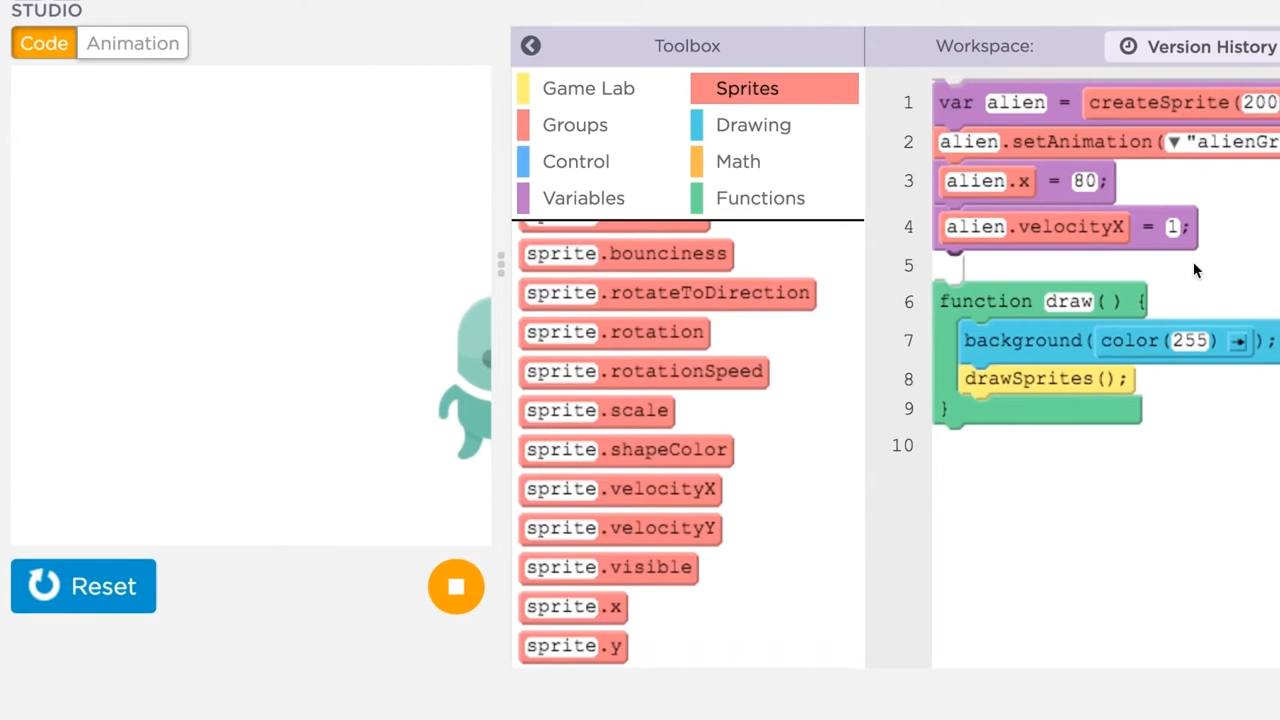 STUDIO
Code Animation
Reset
Toolbox
Game Lab Sprites
Groups Drawing
Control Math
Variables Functions
sprite.bounciness
sprite.rotateToDirection
sprite.rotation
sprite.rotationSpeed
sprite.scale
sprite.shapeColor
sprite.velocityX
sprite.velocityY
sprite.visible
sprite.x
sprite.y
Workspace: Version History
1 var alien = createSprite(200
2 alien.setAnimation(▼ "alienGr
3 alien.x = 80;
4 alien.velocityX = 1;
5
6 function draw() {
7 background(color(255) );
8 drawSprites();
9 }
10